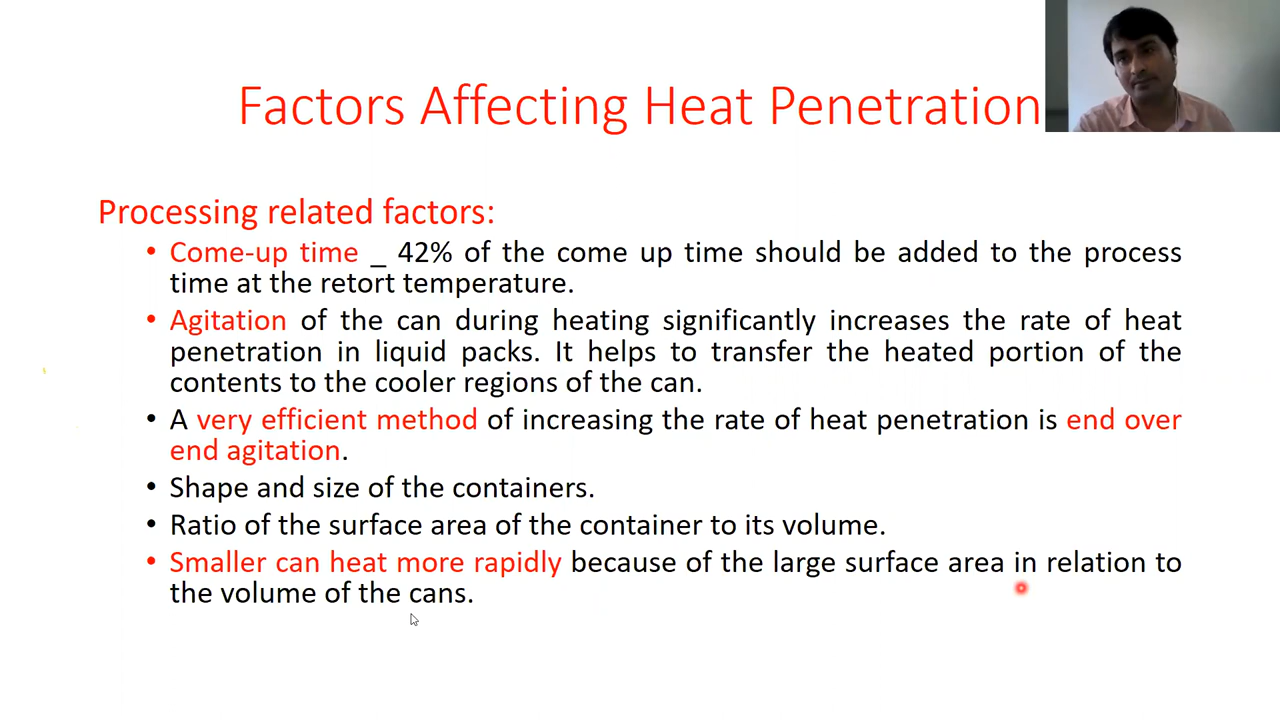 Factors Affecting Heat Penetration
Processing related factors:
• Come-up time _ 42% of the come up time should be added to the process
time at the retort temperature.
• Agitation of the can during heating significantly increases the rate of heat
penetration in liquid packs. It helps to transfer the heated portion of the
contents to the cooler regions of the can.
• A very efficient method of increasing the rate of heat penetration is end over
end agitation.
• Shape and size of the containers.
• Ratio of the surface area of the container to its volume.
• Smaller can heat more rapidly because of the large surface area in relation to
the volume of the cans.